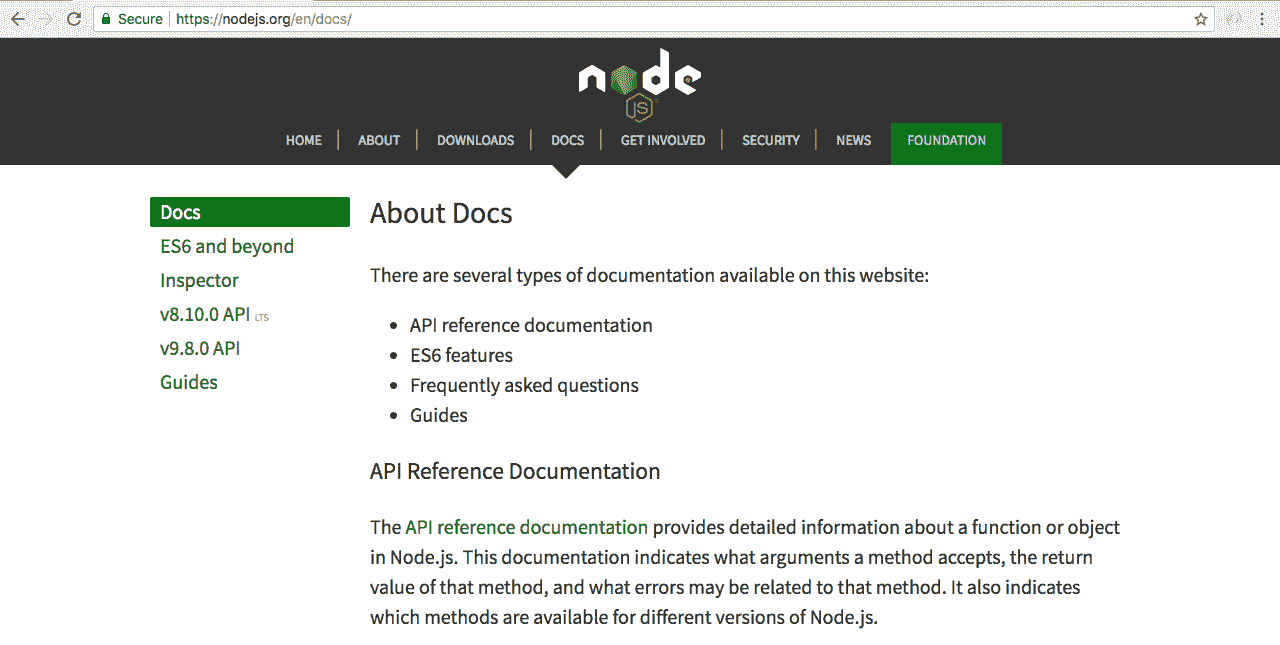 Secure https://nodejs.org/en/docs/
node
JS
HOME ABOUT DOWNLOADS DOCS GET INVOLVED SECURITY NEWS FOUNDATION
Docs
ES6 and beyond
Inspector
v8.10.0 API LTS
v9.8.0 API
Guides
About Docs
There are several types of documentation available on this website:
• API reference documentation
• ES6 features
• Frequently asked questions
• Guides
API Reference Documentation
The API reference documentation provides detailed information about a function or object
in Node.js. This documentation indicates what arguments a method accepts, the return
value of that method, and what errors may be related to that method. It also indicates
which methods are available for different versions of Node.js.